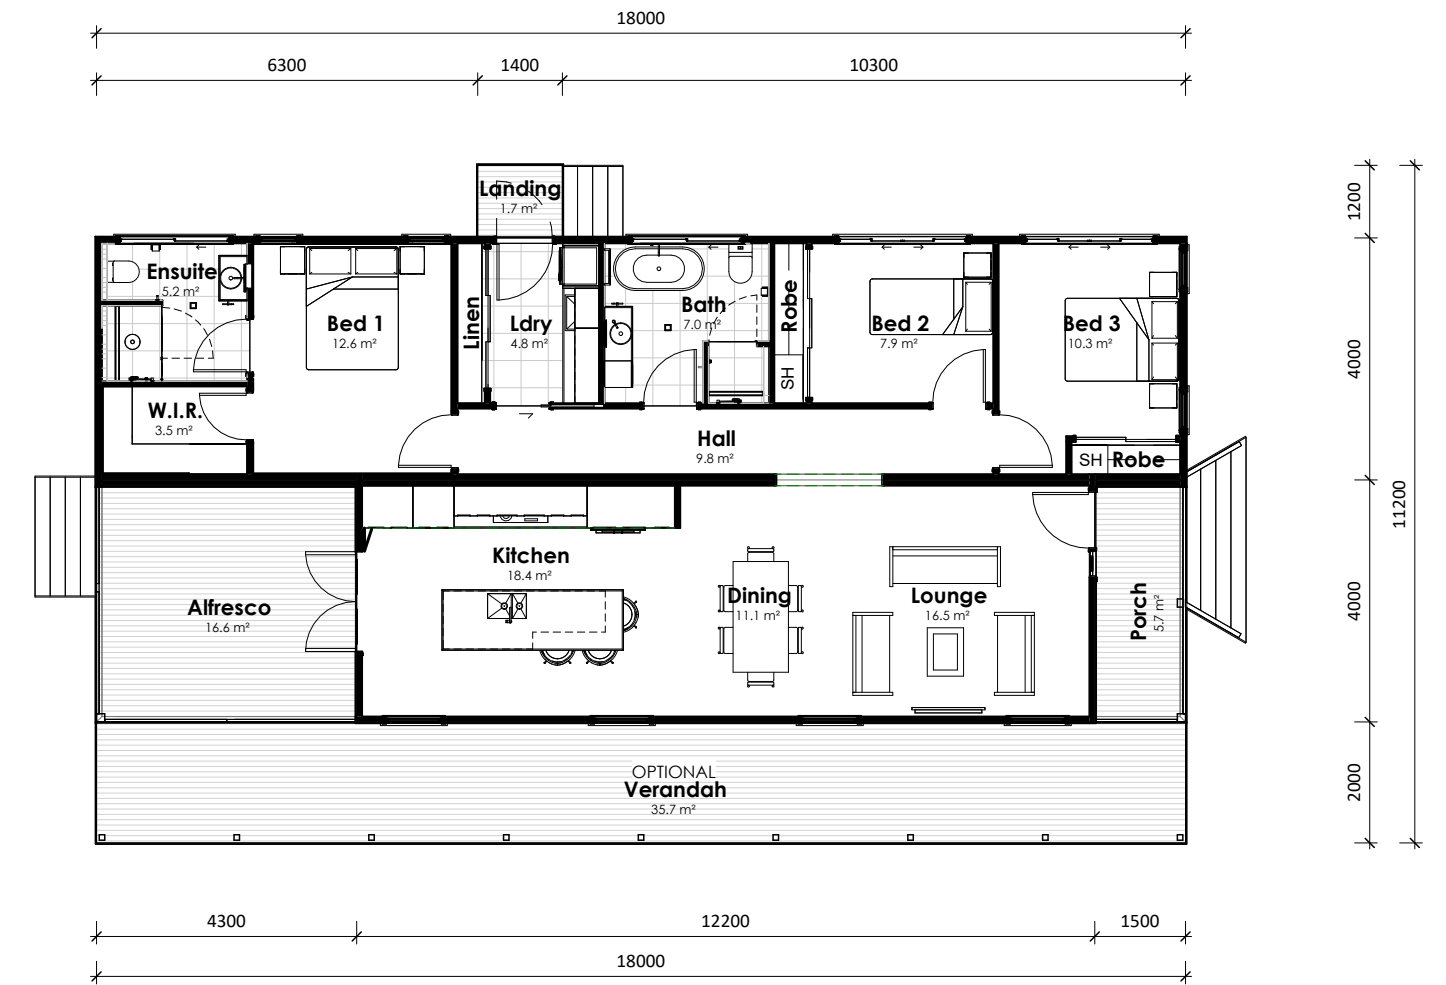 18000
6300
1400
10300
Landing
1.7 m²
1200
Ensuite
5.2 m²
Bed 1
12.6 m²
Linen
Ldry
4.8 m²
Bath
7.0 m²
Robe
SH
Bed 2
7.9 m²
Bed 3
10.3 m²
4000
W.I.R.
3.5 m²
Hall
9.8 m²
SH
Robe
11200
Kitchen
18.4 m²
Alfresco
16.6 m²
Dining
11.1 m²
Lounge
16.5 m²
Porch
5.7 m²
4000
OPTIONAL
Verandah
35.7 m²
2000
4300
12200
1500
18000